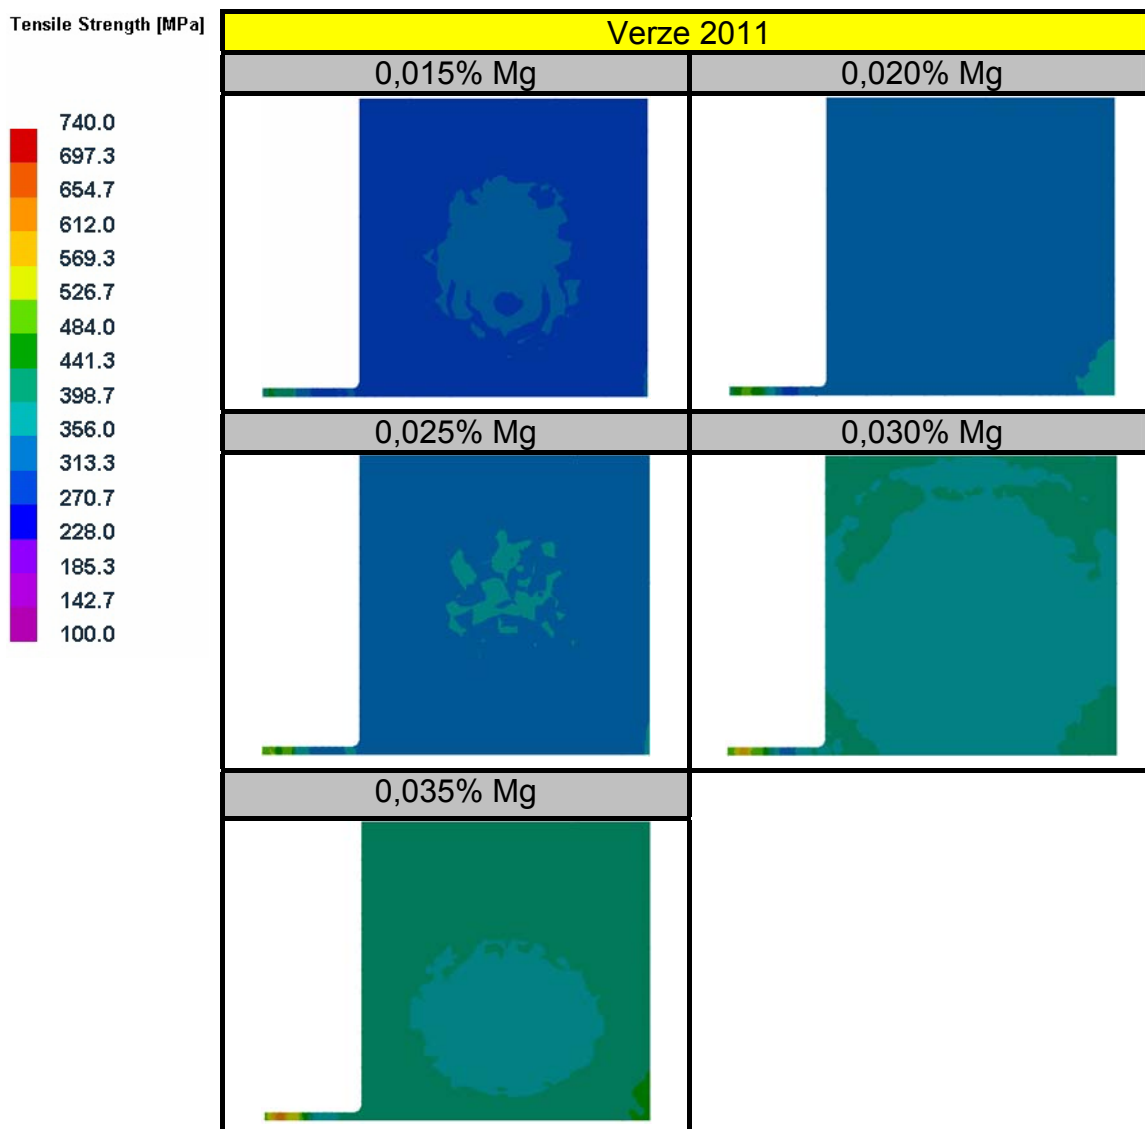 Tensile Strength [MPa]
740.0
697.3
654.7
612.0
569.3
526.7
484.0
441.3
398.7
356.0
313.3
270.7
228.0
185.3
142.7
100.0
Verze 2011
0,015% Mg
0,020% Mg
0,025% Mg
0,030% Mg
0,035% Mg